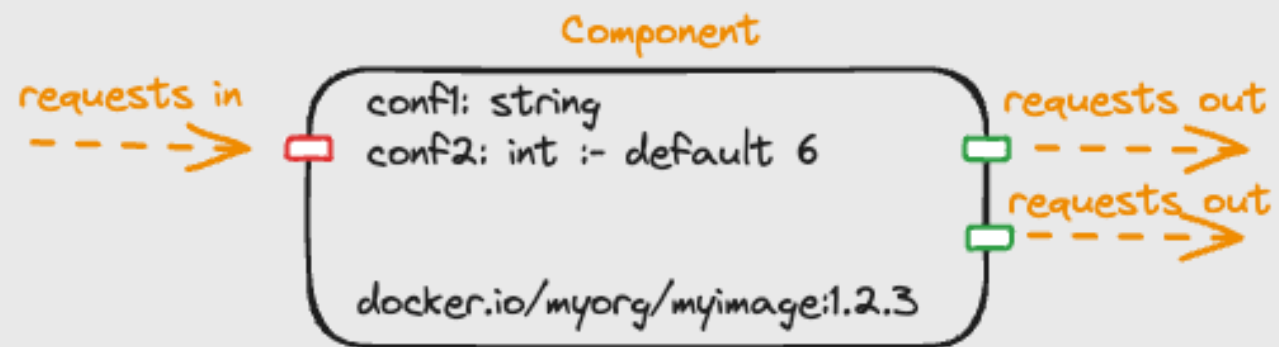 Component
requests in
conf1: string
requests out
conf2: int :- default 6
requests out
docker.io/myorg/myimage:1.2.3